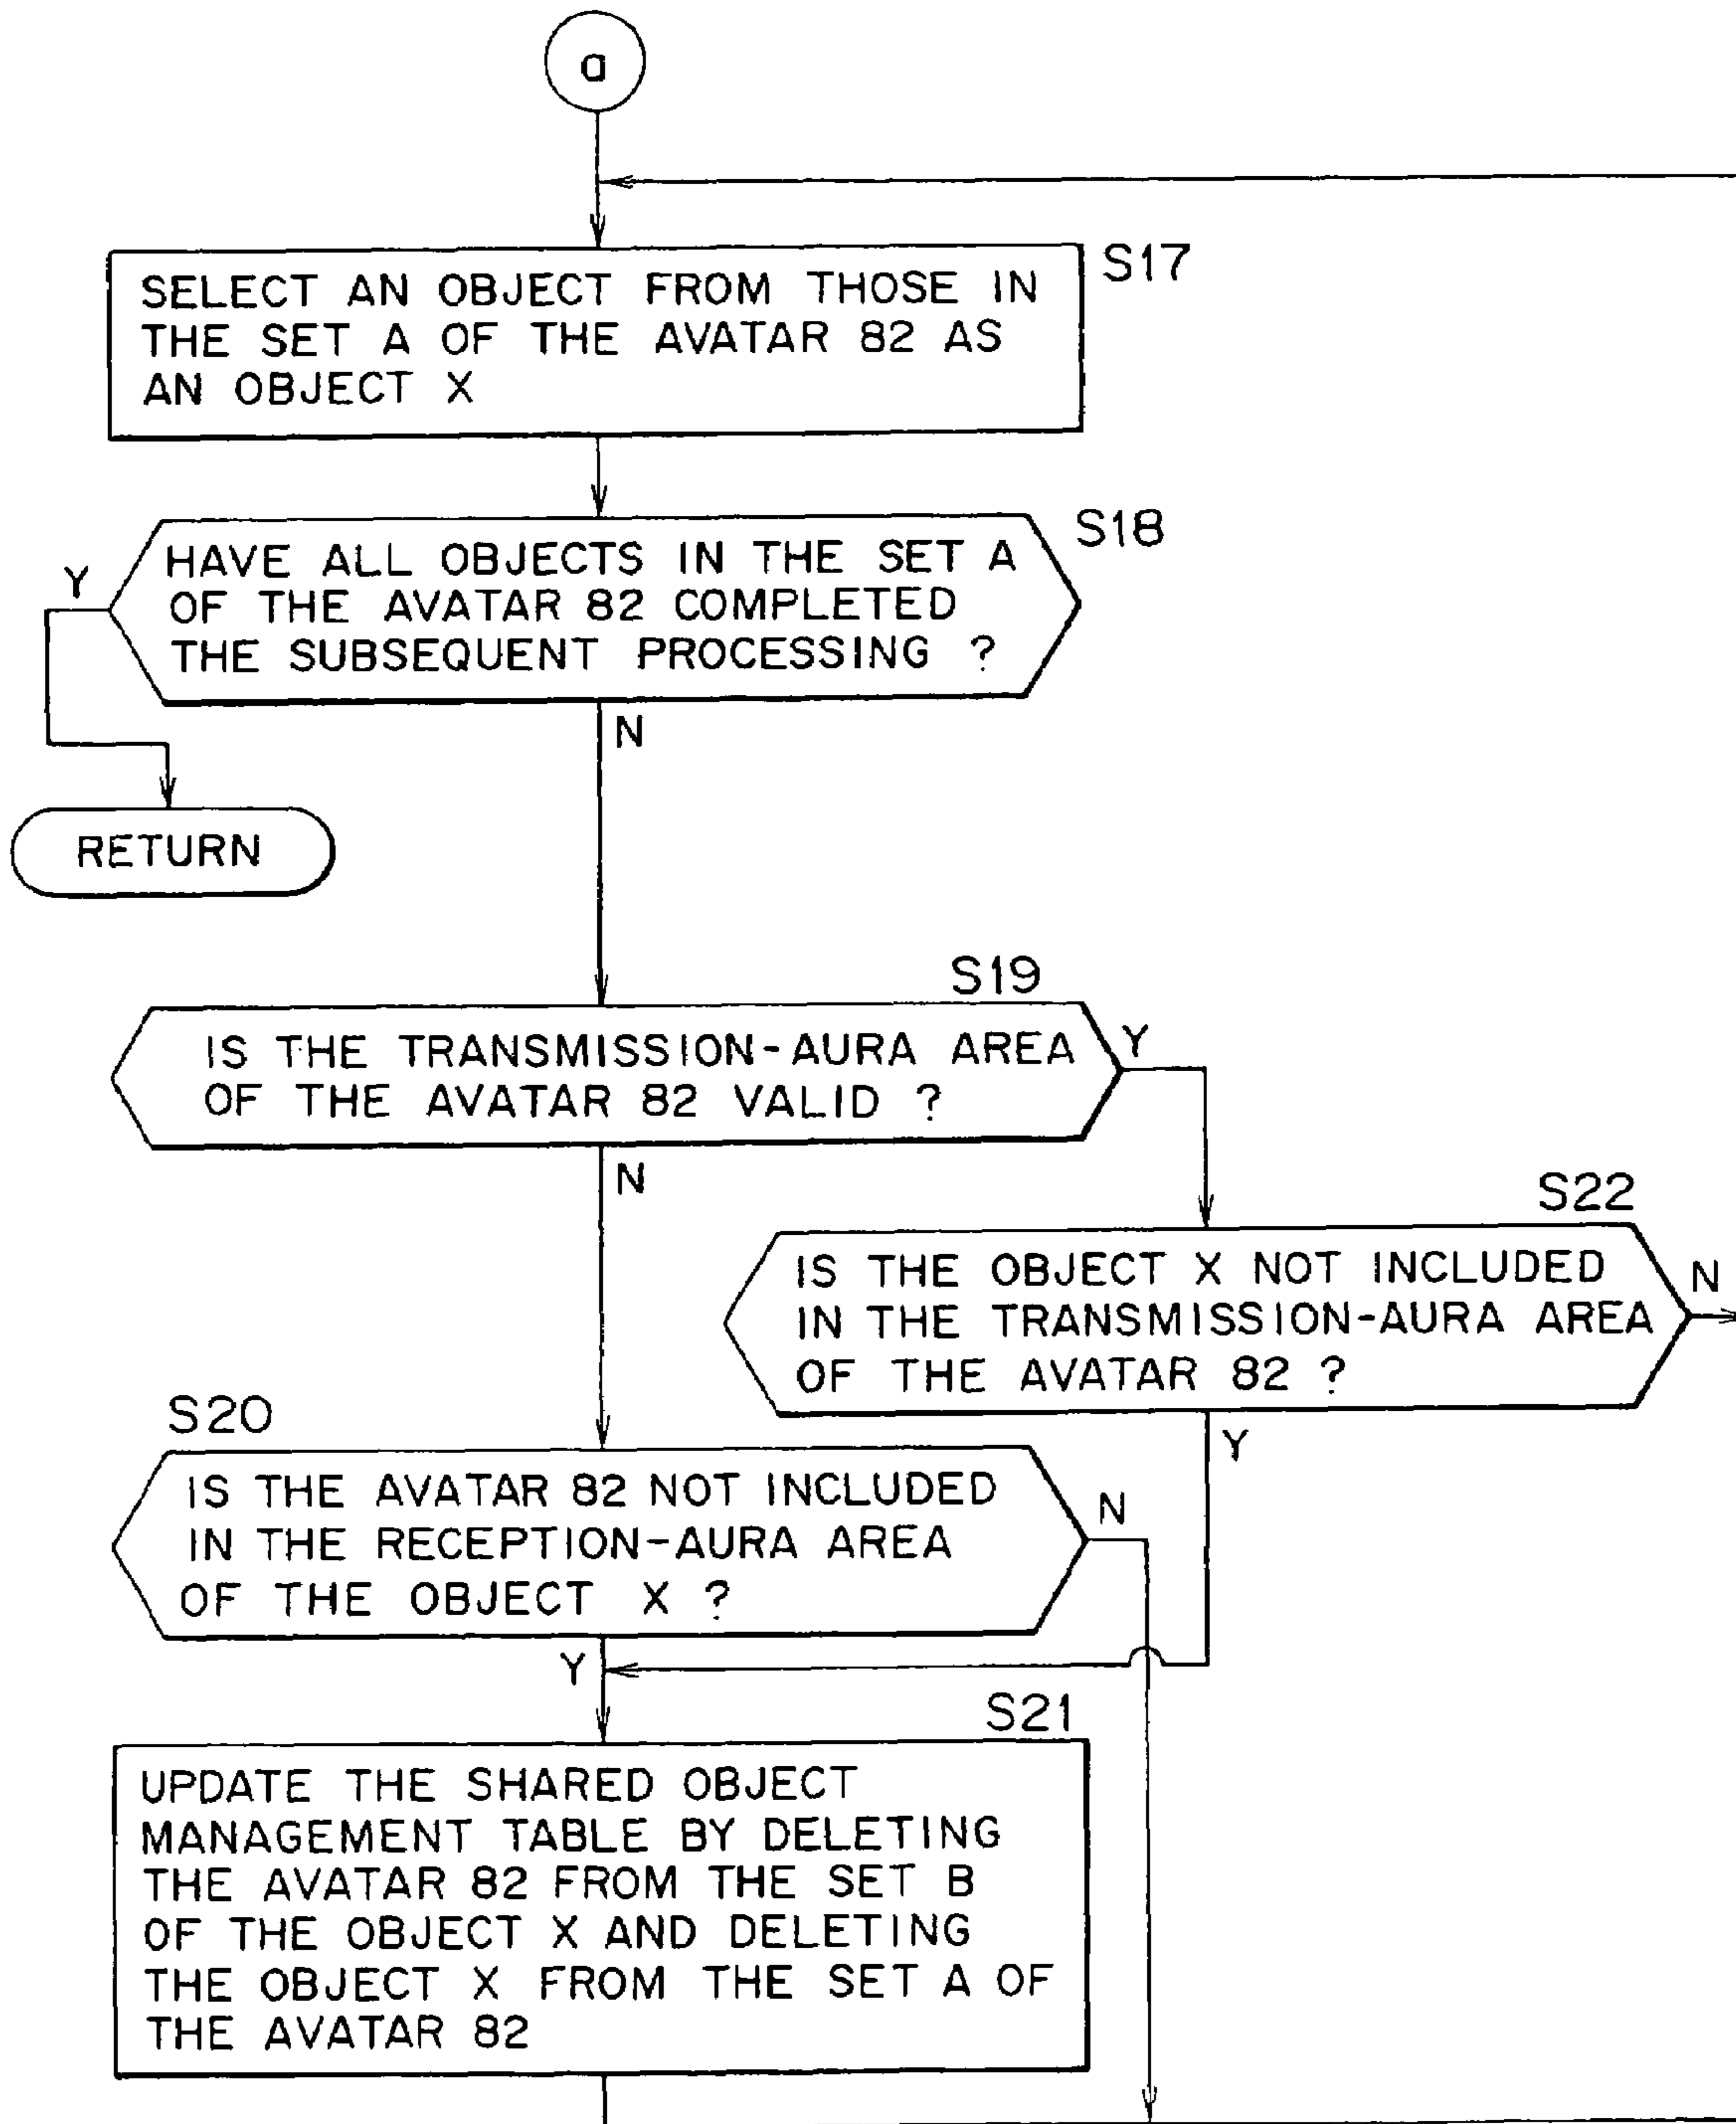 a
S17
SELECT AN OBJECT FROM THOSE IN
THE SET A OF THE AVATAR 82 AS
AN OBJECT X
S18
HAVE ALL OBJECTS IN THE SET A
OF THE AVATAR 82 COMPLETED
THE SUBSEQUENT PROCESSING ?
Y
N
RETURN
S19
IS THE TRANSMISSION-AURA AREA
OF THE AVATAR 82 VALID ?
Y
N
S22
IS THE OBJECT X NOT INCLUDED
IN THE TRANSMISSION-AURA AREA
OF THE AVATAR 82 ?
N
Y
S20
IS THE AVATAR 82 NOT INCLUDED
IN THE RECEPTION-AURA AREA
OF THE OBJECT X ?
N
Y
S21
UPDATE THE SHARED OBJECT
MANAGEMENT TABLE BY DELETING
THE AVATAR 82 FROM THE SET B
OF THE OBJECT X AND DELETING
THE OBJECT X FROM THE SET A OF
THE AVATAR 82